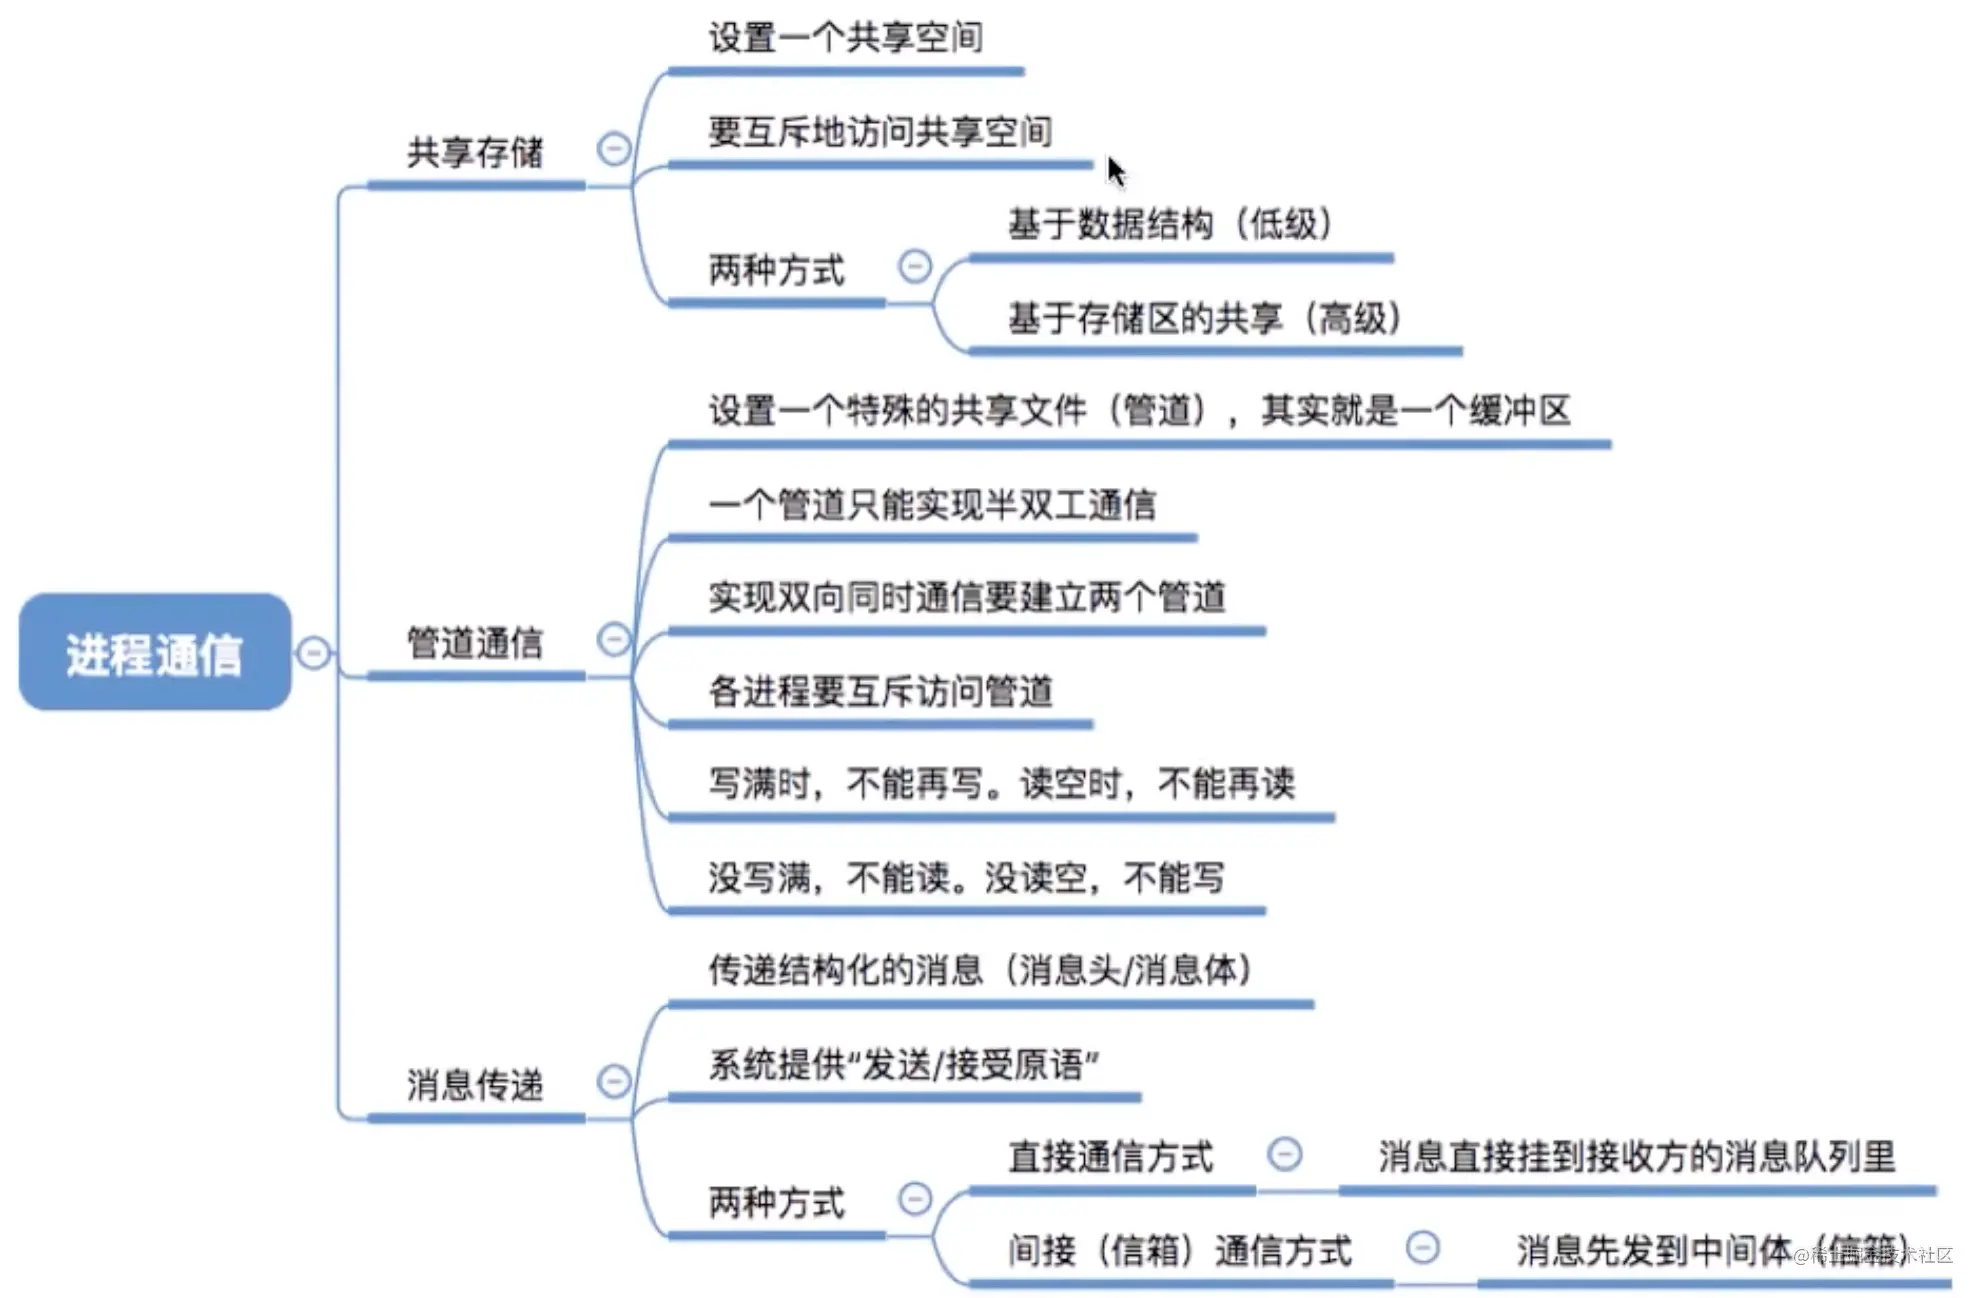 设置一个共享空间
要互斥地访问共享空间
共享存储
基于数据结构（低级）
两种方式
基于存储区的共享（高级）
设置一个特殊的共享文件（管道），其实就是一个缓冲区
一个管道只能实现半双工通信
实现双向同时通信要建立两个管道
进程通信
管道通信
各进程要互斥访问管道
写满时，不能再写。读空时，不能再读
没写满，不能读。没读空，不能写
传递结构化的消息（消息头/消息体）
系统提供“发送/接受原语”
消息传递
直接通信方式
消息直接挂到接收方的消息队列里
两种方式
间接（信箱）通信方式
消息先发到中间体（信箱）
@稀土掘金技术社区